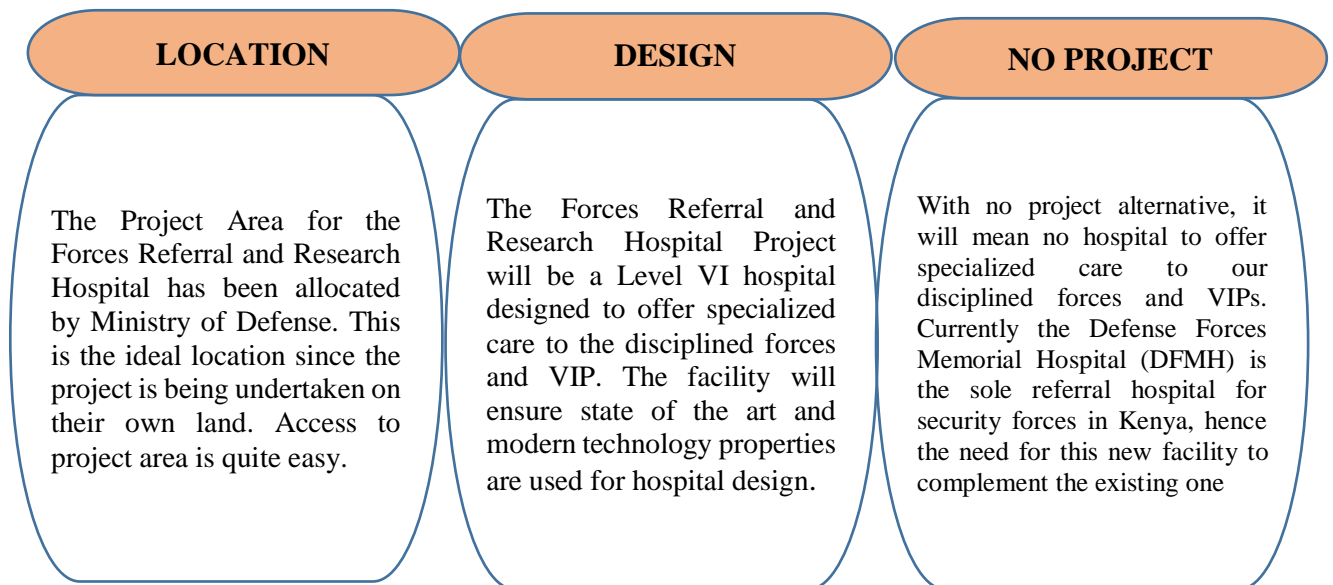 LOCATION
The Project Area for the
Forces Referral and Research
Hospital has been allocated
by Ministry of Defense. This
is the ideal location since the
project is being undertaken on
their own land. Access to
project area is quite easy.
DESIGN
The Forces Referral and
Research Hospital Project
will be a Level VI hospital
designed to offer specialized
care to the disciplined forces
and VIP. The facility will
ensure state of the art and
modern technology properties
are used for hospital design.
NO PROJECT
With no project alternative, it
will mean no hospital to offer
specialized care to our
disciplined forces and VIPs.
Currently the Defense Forces
Memorial Hospital (DFMH) is
the sole referral hospital for
security forces in Kenya, hence
the need for this new facility to
complement the existing one